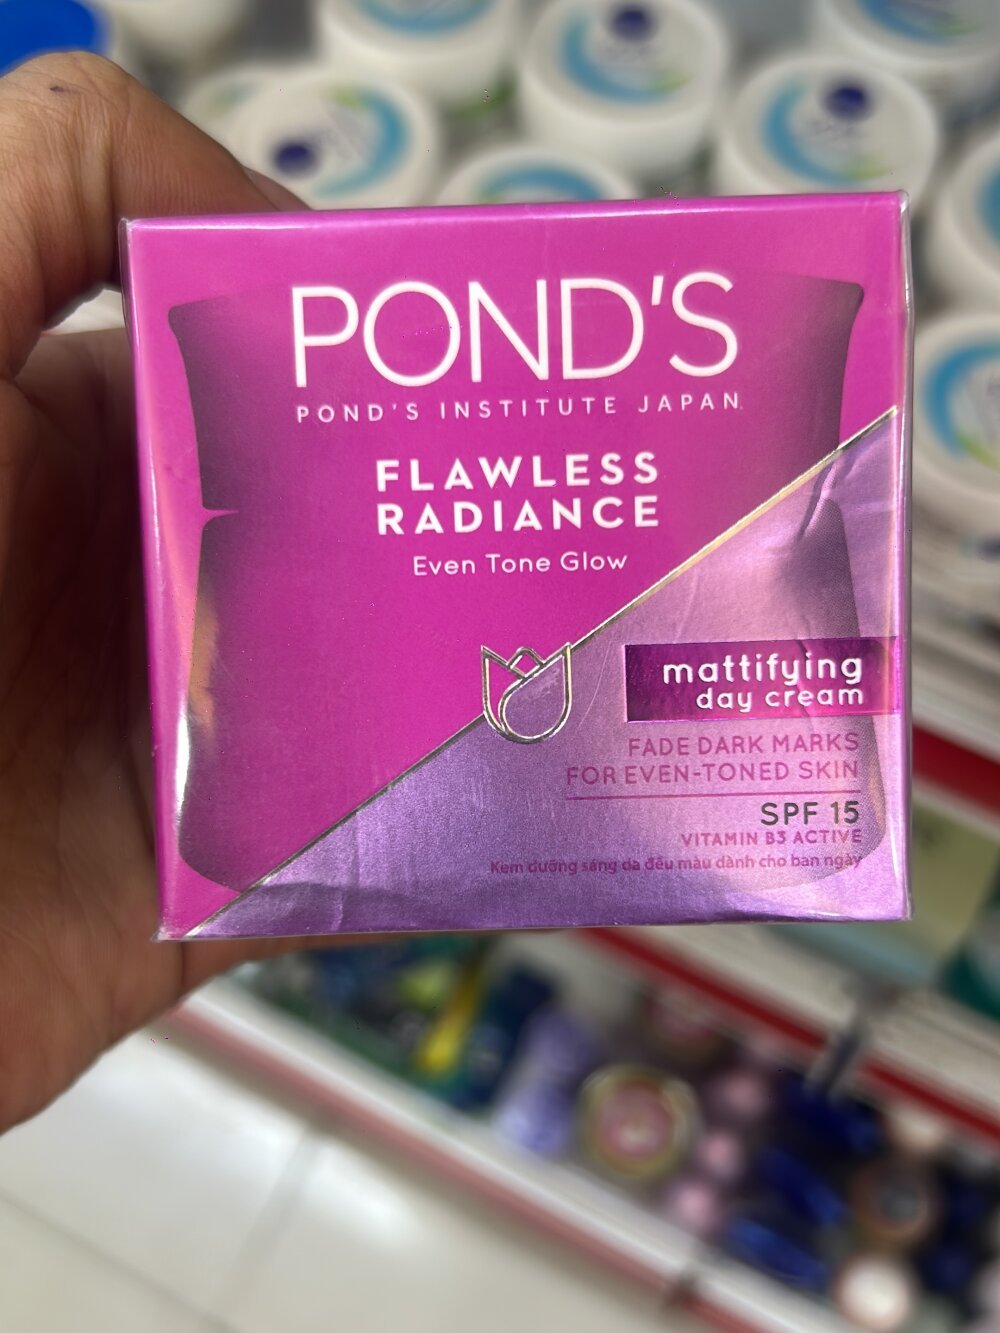 POND'S
POND'S INSTITUTE JAPAN
FLAWLESS
RADIANCE
Even Tone Glow
mattifying
day cream
FADE DARK MARKS
FOR EVEN-TONED SKIN
SPF 15
VITAMIN B3 ACTIVE
Kem dưỡng sáng da đều màu dành cho ban ngày